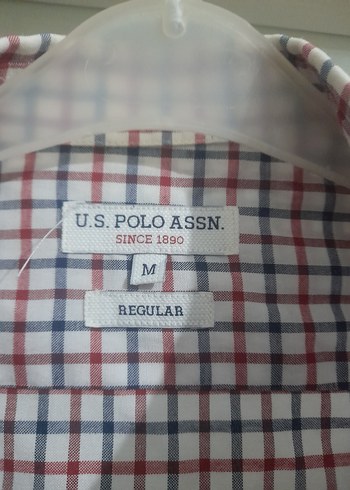 U.S. POLO ASSN.
SINCE 1890
M
REGULAR